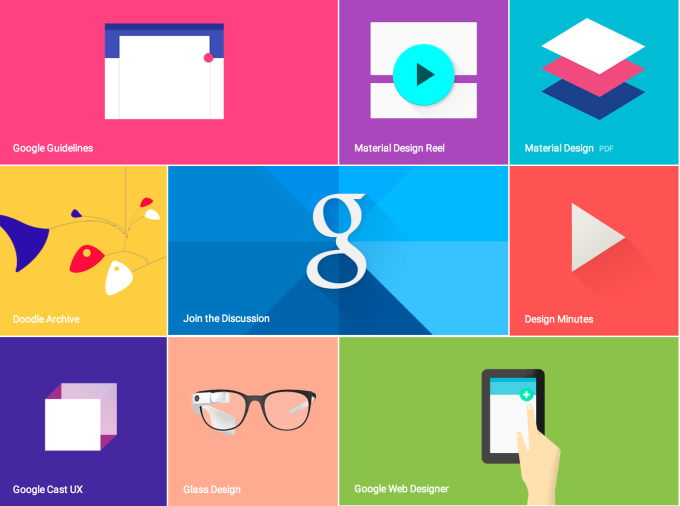 Google Guidelines
Material Design Reel
Material Design PDF
Doodle Archive
g
Join the Discussion
Design Minutes
Google Cast UX
Glass Design
Google Web Designer